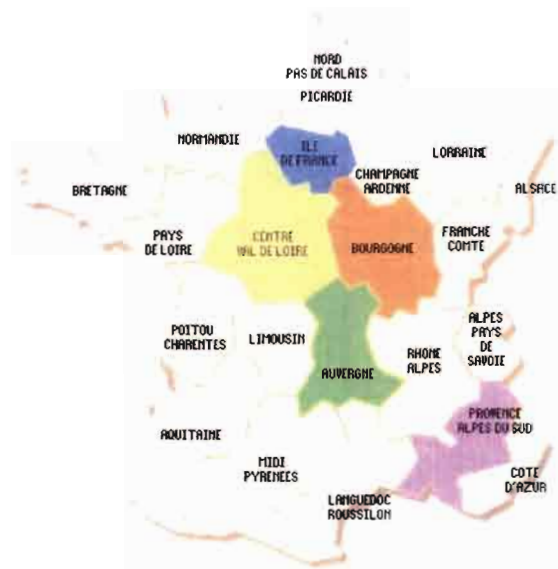 NORD
PAS DE CALAIS
PICARDIE
NORMANDIE
ILE
DE FRANCE
LORRAINE
CHAMPAGNE
ARDENNE
ALSACE
BRETAGNE
PAYS
DE LOIRE
CENTRE
VAL DE LOIRE
BOURGOGNE
FRANCHE
COMTE
POITOU
CHARENTES
LIMOUSIN
AUVERGNE
RHONE
ALPES
ALPES
PAYS
DE
SAVOIE
PROVENCE
ALPES DU SUD
AQUITAINE
MIDI
PYRENEES
LANGUEDOC
ROUSSILON
COTE
D'AZUR